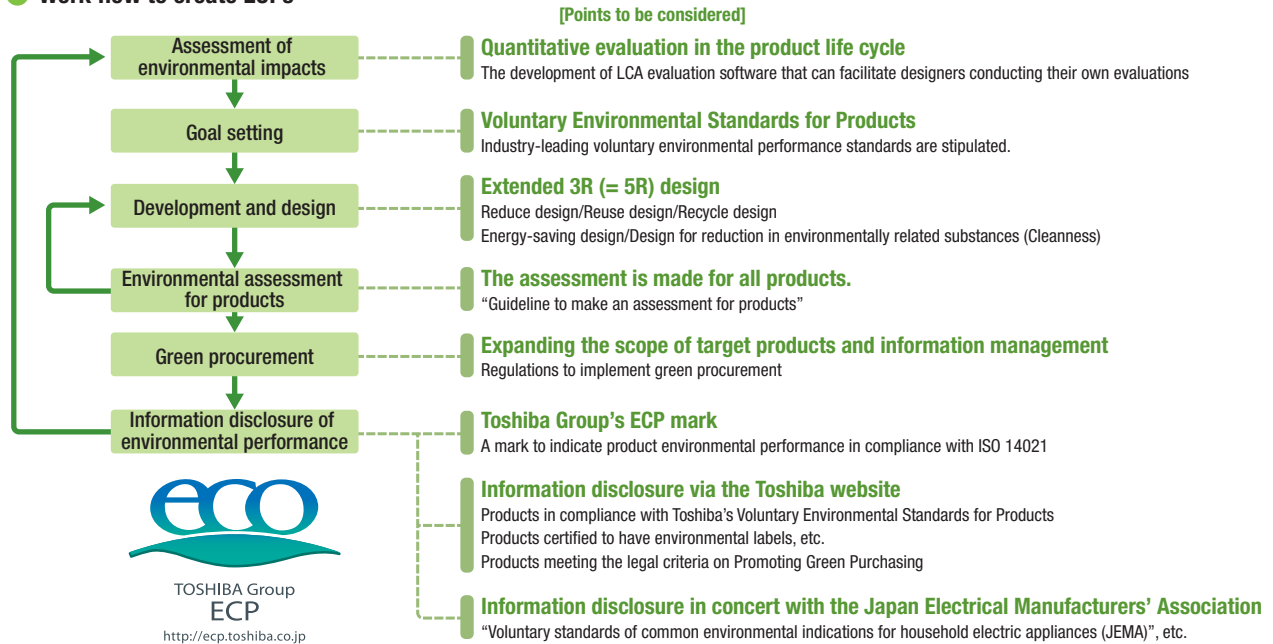 [Points to be considered]
Assessment of
environmental impacts
Quantitative evaluation in the product life cycle
The development of LCA evaluation software that can facilitate designers conducting their own evaluations
Goal setting
Voluntary Environmental Standards for Products
Industry-leading voluntary environmental performance standards are stipulated.
Development and design
Extended 3R (= 5R) design
Reduce design/Reuse design/Recycle design
Energy-saving design/Design for reduction in environmentally related substances (Cleanness)
Environmental assessment
for products
The assessment is made for all products.
“Guideline to make an assessment for products”
Green procurement
Expanding the scope of target products and information management
Regulations to implement green procurement
Information disclosure of
environmental performance
Toshiba Group’s ECP mark
A mark to indicate product environmental performance in compliance with ISO 14021
Information disclosure via the Toshiba website
Products in compliance with Toshiba’s Voluntary Environmental Standards for Products
Products certified to have environmental labels, etc.
Products meeting the legal criteria on Promoting Green Purchasing
Information disclosure in concert with the Japan Electrical Manufacturers’ Association
“Voluntary standards of common environmental indications for household electric appliances (JEMA)”, etc.
eco
TOSHIBA Group
ECP
http://ecp.toshiba.co.jp